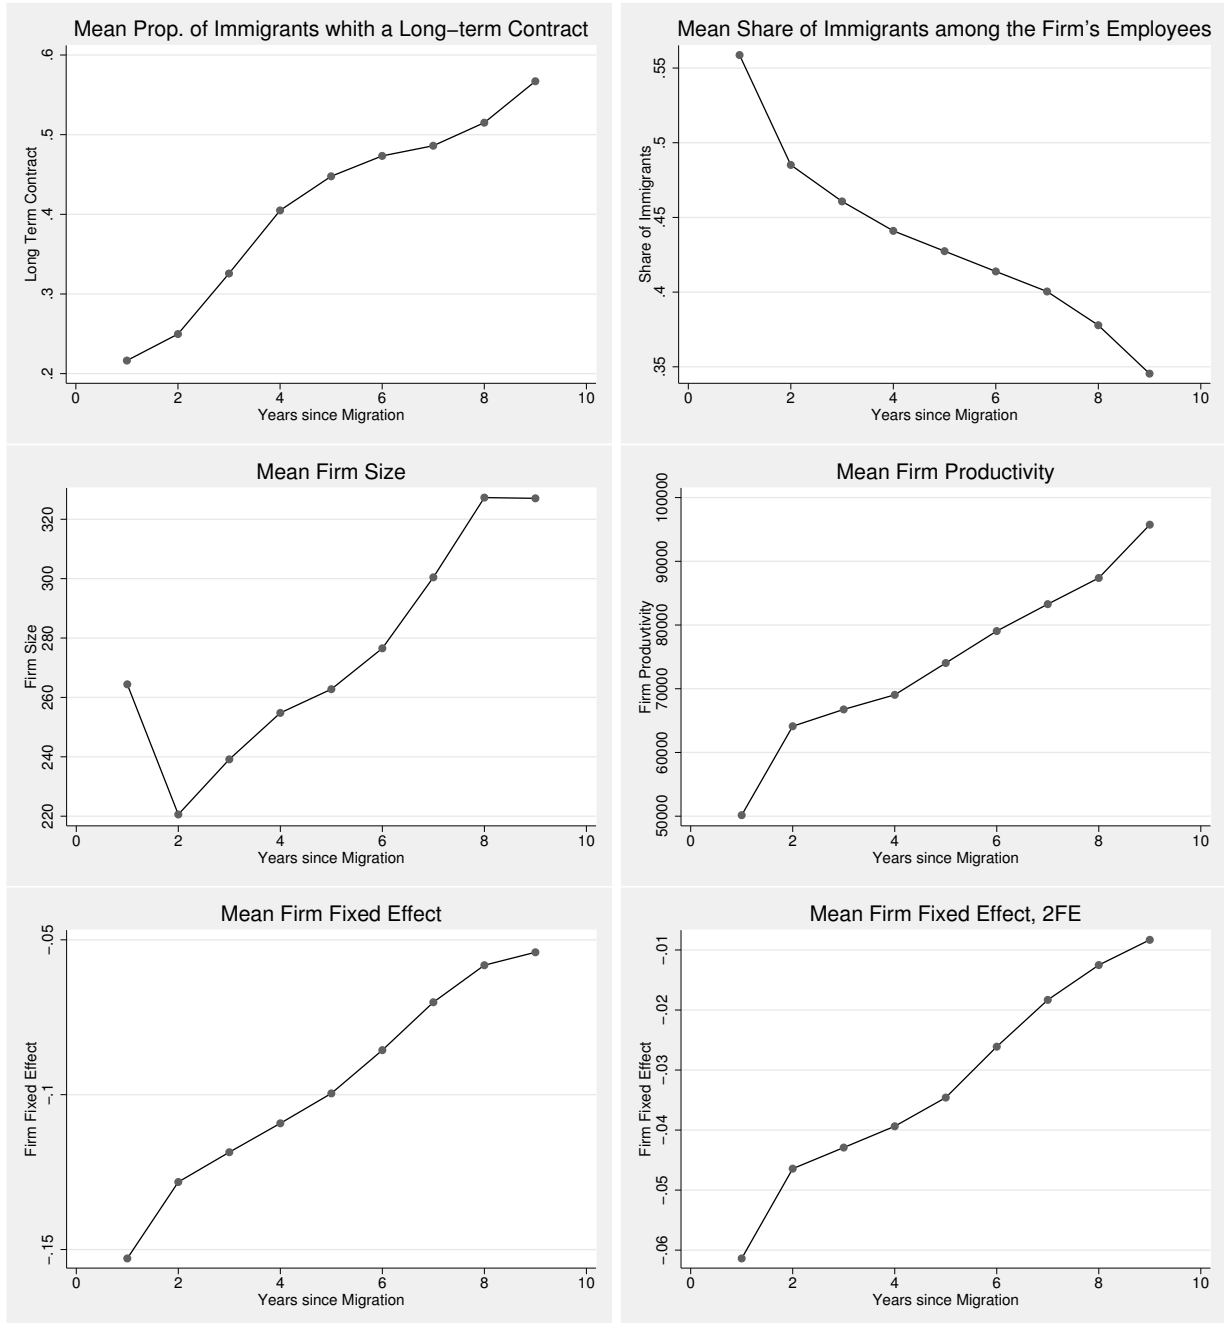 Mean Prop. of Immigrants whith a Long−term Contract
Long Term Contract
.6
.5
.4
.3
.2
0 2 4 6 8 10
Years since Migration
Mean Share of Immigrants among the Firm's Employees
Share of Immigrants
.55
.5
.45
.4
.35
0 2 4 6 8 10
Years since Migration
Mean Firm Size
Firm Size
320
300
280
260
240
220
0 2 4 6 8 10
Years since Migration
Mean Firm Productivity
Firm Produvtivity
100000
90000
80000
70000
60000
50000
0 2 4 6 8 10
Years since Migration
Mean Firm Fixed Effect
Firm Fixed Effect
−.05
−.1
−.15
0 2 4 6 8 10
Years since Migration
Mean Firm Fixed Effect, 2FE
Firm Fixed Effect
−.01
−.02
−.03
−.04
−.05
−.06
0 2 4 6 8 10
Years since Migration